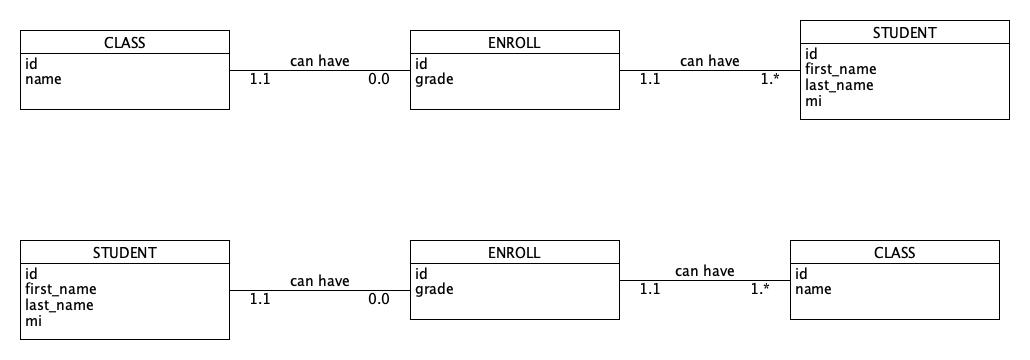 CLASS
id
name
can have
1.1
0.0
ENROLL
id
grade
can have
1.1
1.*
STUDENT
id
first_name
last_name
mi
STUDENT
id
first_name
last_name
mi
can have
1.1
0.0
ENROLL
id
grade
can have
1.1
1.*
CLASS
id
name